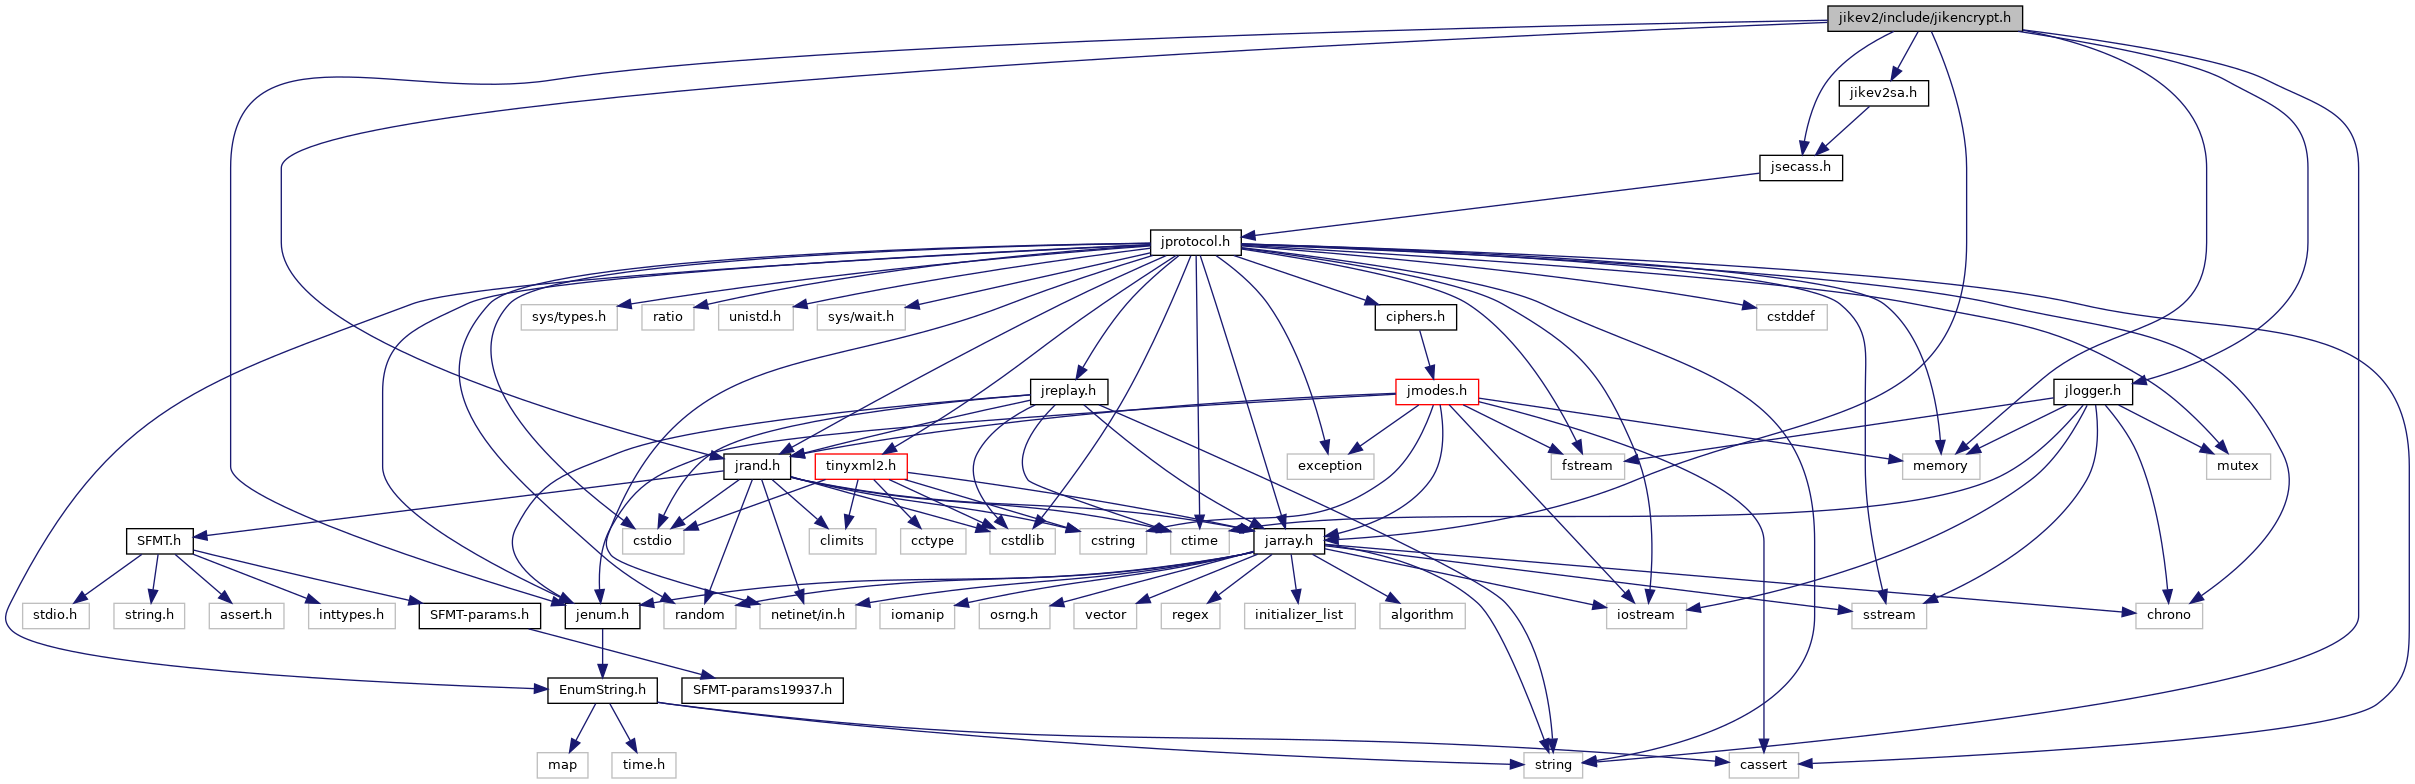 jikev2/include/jikencrypt.h
jikev2sa.h
jsecass.h
jprotocol.h
sys/types.h
ratio
unistd.h
sys/wait.h
ciphers.h
cstddef
jreplay.h
jmodes.h
jlogger.h
jrand.h
tinyxml2.h
exception
fstream
memory
mutex
SFMT.h
cstdio
climits
cctype
cstdlib
cstring
ctime
jarray.h
stdio.h
string.h
assert.h
inttypes.h
SFMT-params.h
jenum.h
random
netinet/in.h
iomanip
osrng.h
vector
regex
initializer_list
algorithm
iostream
sstream
chrono
EnumString.h
SFMT-params19937.h
map
time.h
string
cassert